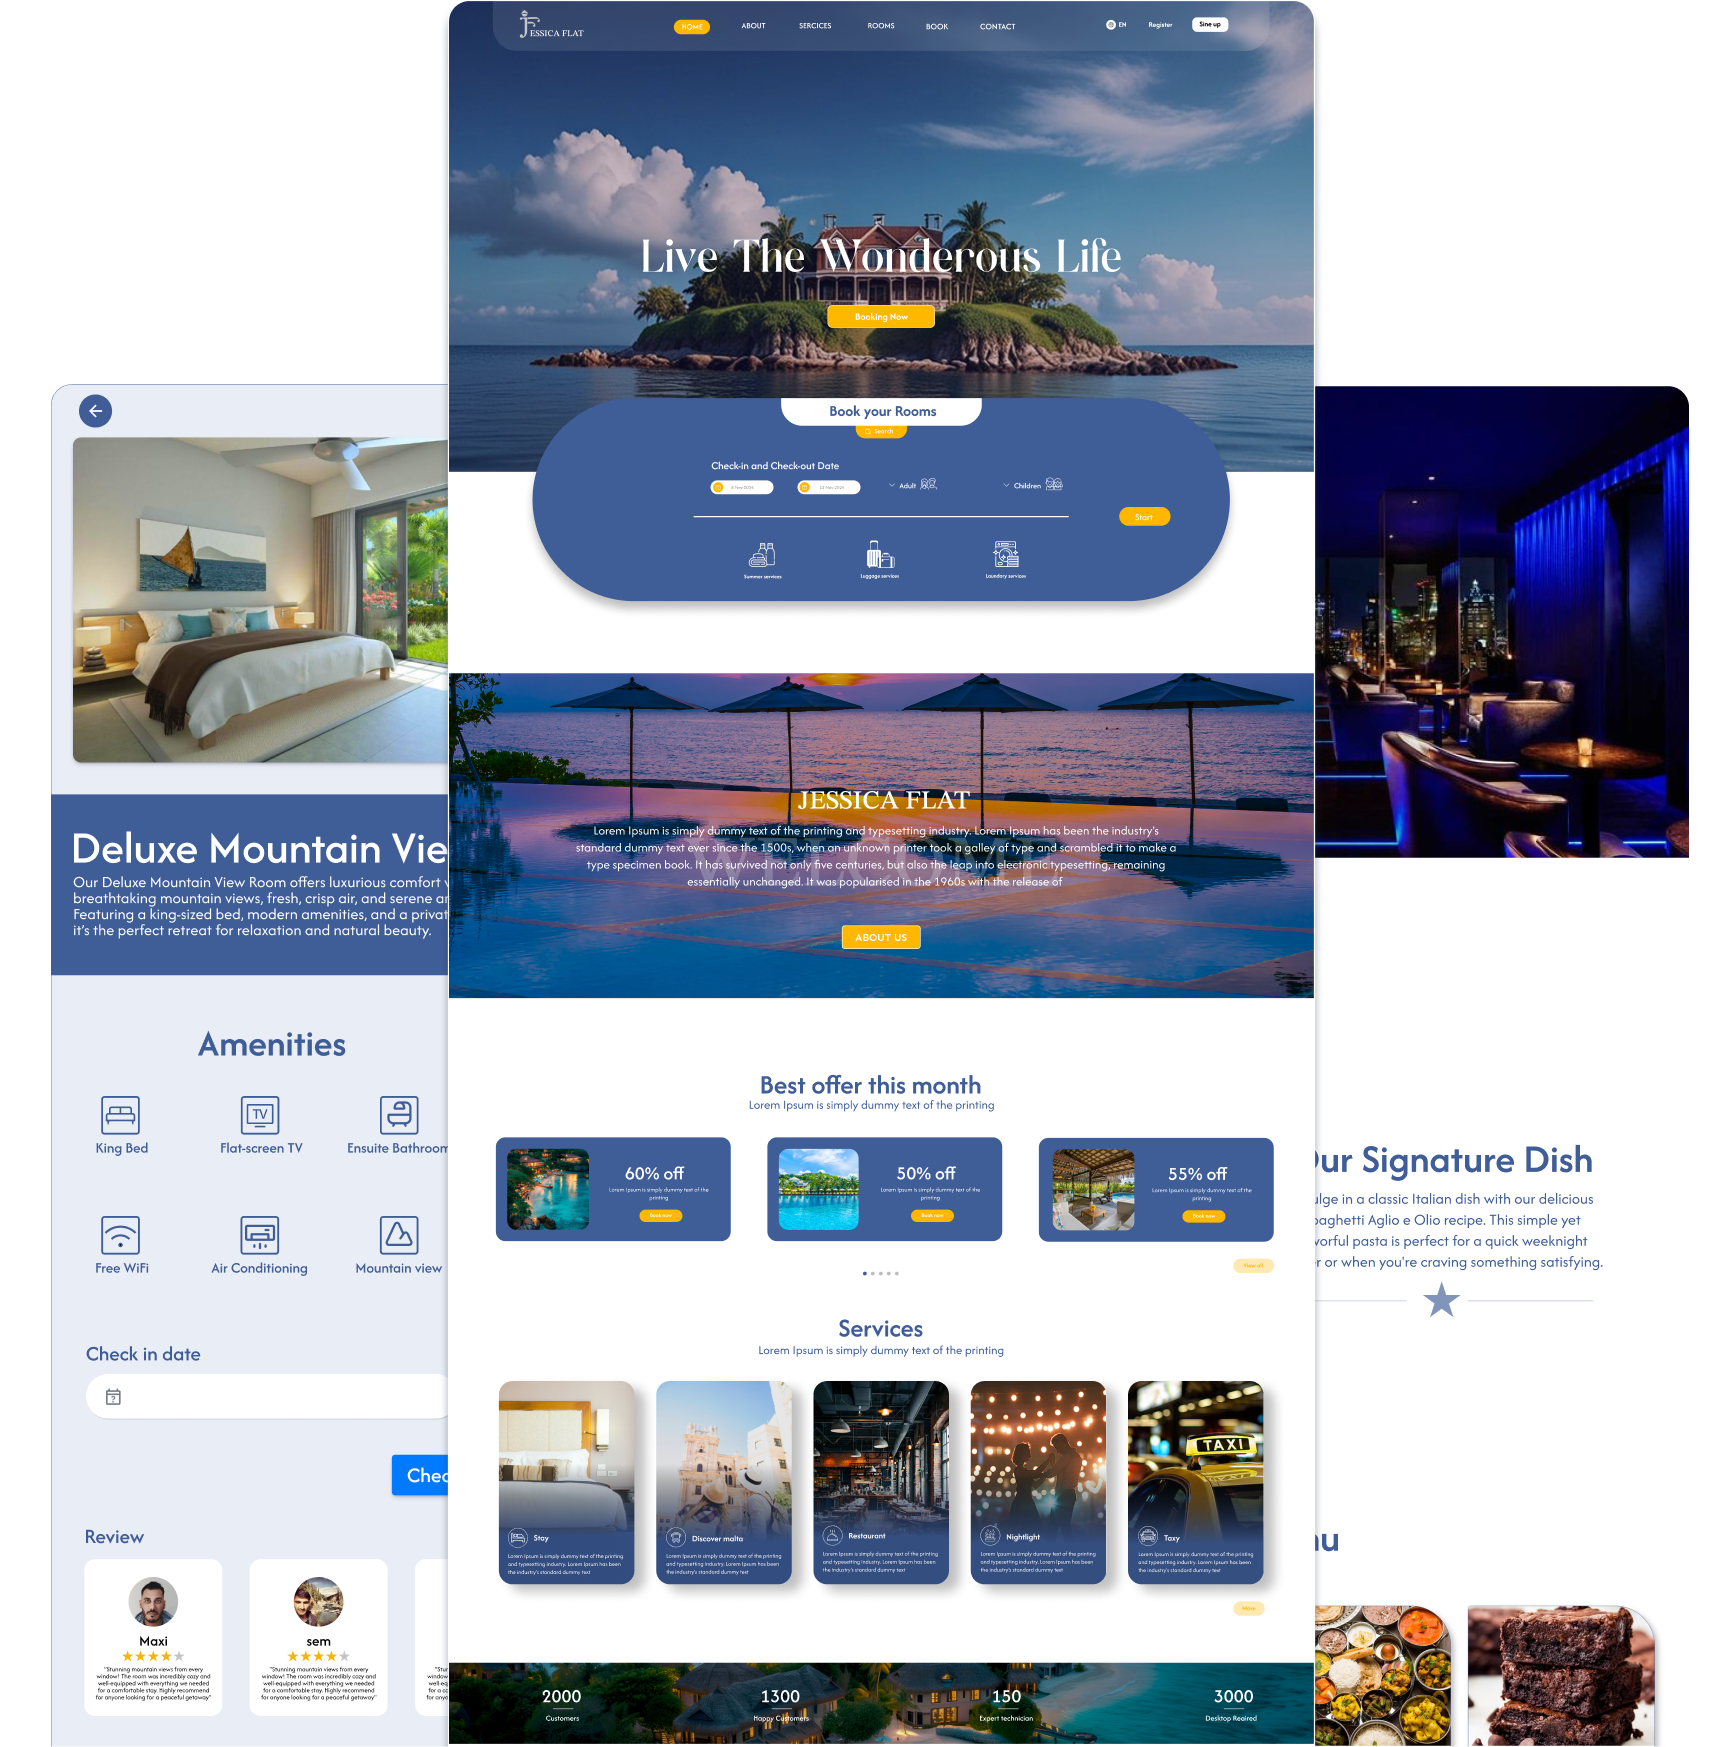 JESSICA FLAT
HOME
ABOUT
SERCICES
ROOMS
BOOK
CONTACT
EN
Register
Sine up
Live The Wonderous Life
Booking Now
Book your Rooms
Search
Check-in and Check-out Date
Adult
Children
Start
Summer services
Luggage services
Laundary services
JESSICA FLAT
Lorem Ipsum is simply dummy text of the printing and typesetting industry. Lorem Ipsum has been the industry's
standard dummy text ever since the 1500s, when an unknown printer took a galley of type and scrambled it to make a
type specimen book. It has survived not only five centuries, but also the leap into electronic typesetting, remaining
essentially unchanged. It was popularised in the 1960s with the release of
ABOUT US
Best offer this month
Lorem Ipsum is simply dummy text of the printing
60% off
Lorem Ipsum is simply dummy text of the
printing
Book now
50% off
Lorem Ipsum is simply dummy text of the
printing
Book now
55% off
Lorem Ipsum is simply dummy text of the
printing
Book now
View all
Services
Lorem Ipsum is simply dummy text of the printing
Stay
Lorem Ipsum is simply dummy text of the printing
and typesetting industry. Lorem Ipsum has been
the industry's standard dummy text
Discover malta
Lorem Ipsum is simply dummy text of the printing
and typesetting industry. Lorem Ipsum has been
the industry's standard dummy text
Restaurant
Lorem Ipsum is simply dummy text of the printing
and typesetting industry. Lorem Ipsum has been
the industry's standard dummy text
Nightlight
Lorem Ipsum is simply dummy text of the printing
and typesetting industry. Lorem Ipsum has been
the industry's standard dummy text
TAXI
Taxy
Lorem Ipsum is simply dummy text of the printing
and typesetting industry. Lorem Ipsum has been
the industry's standard dummy text
More
2000
Customers
1300
Happy Customers
150
Expert technician
3000
Desktop Reaired
Deluxe Mountain Vie
Our Deluxe Mountain View Room offers luxurious comfort
breathtaking mountain views, fresh, crisp air, and serene
Featuring a king-sized bed, modern amenities, and a privat
it's the perfect retreat for relaxation and natural beauty.
Amenities
King Bed
TV
Flat-screen TV
Ensuite Bathroom
Free WiFi
Air Conditioning
Mountain view
Check in date
?
Chec
Review
Maxi
"Stunning mountain views from every
window! The room was incredibly cozy and
well-equipped with everything we needed
for a comfortable stay. Highly recommend
for anyone looking for a peaceful getaway"
sem
"Stunning mountain views from every
window! The room was incredibly cozy and
well-equipped with everything we needed
for a comfortable stay. Highly recommend
for anyone looking for a peaceful getaway"
Our Signature Dish
ulge in a classic Italian dish with our delicious
paghetti Aglio e Olio recipe. This simple yet
vorful pasta is perfect for a quick weeknight
er or when you're craving something satisfying.
nu